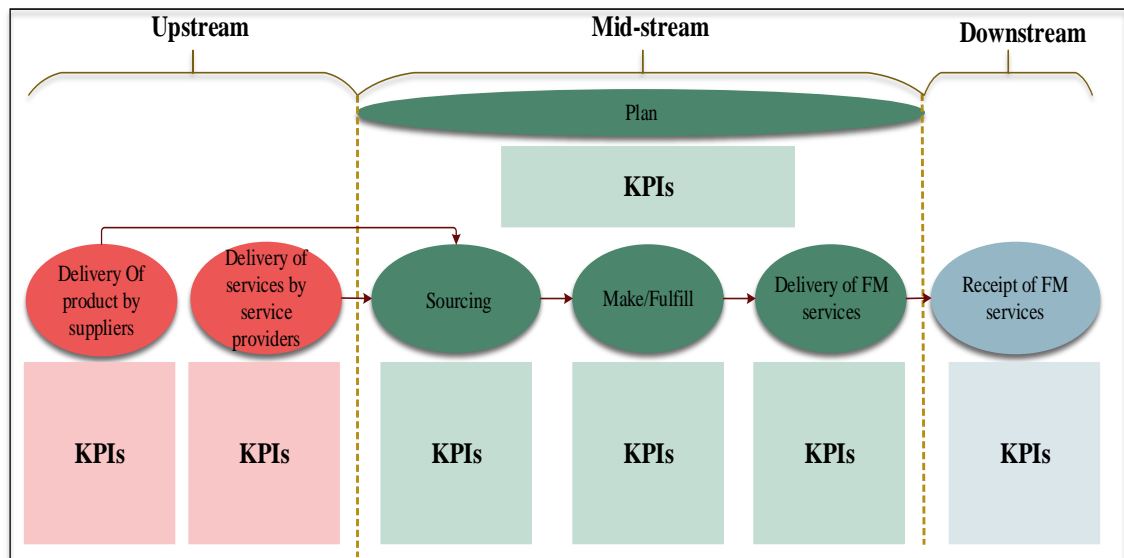 Upstream
Mid-stream
Downstream
Plan
KPIs
Delivery Of
product by
suppliers
Delivery of
services by
service
providers
Sourcing
Make/Fulfill
Delivery of FM
services
Receipt of FM
services
KPIs
KPIs
KPIs
KPIs
KPIs
KPIs